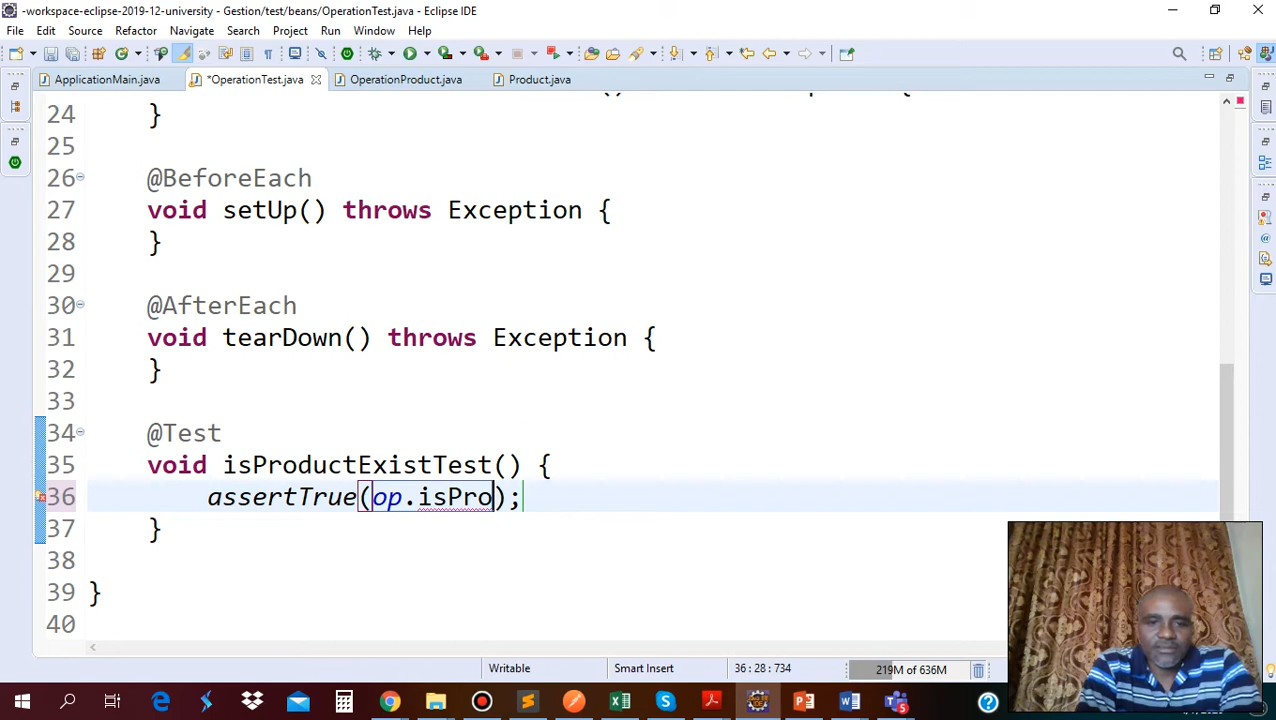 -workspace-eclipse-2019-12-university - Gestion/test/beans/OperationTest.java - Eclipse IDE
File Edit Source Refactor Navigate Search Project Run Window Help
ApplicationMain.java *OperationTest.java OperationProduct.java Product.java
24 }
25
26 @BeforeEach
27 void setUp() throws Exception {
28 }
29
30 @AfterEach
31 void tearDown() throws Exception {
32 }
33
34 @Test
35 void isProductExistTest() {
36 assertTrue(op.isPro);
37 }
38
39 }
40
Writable Smart Insert 36 : 28 : 734 219M of 636M